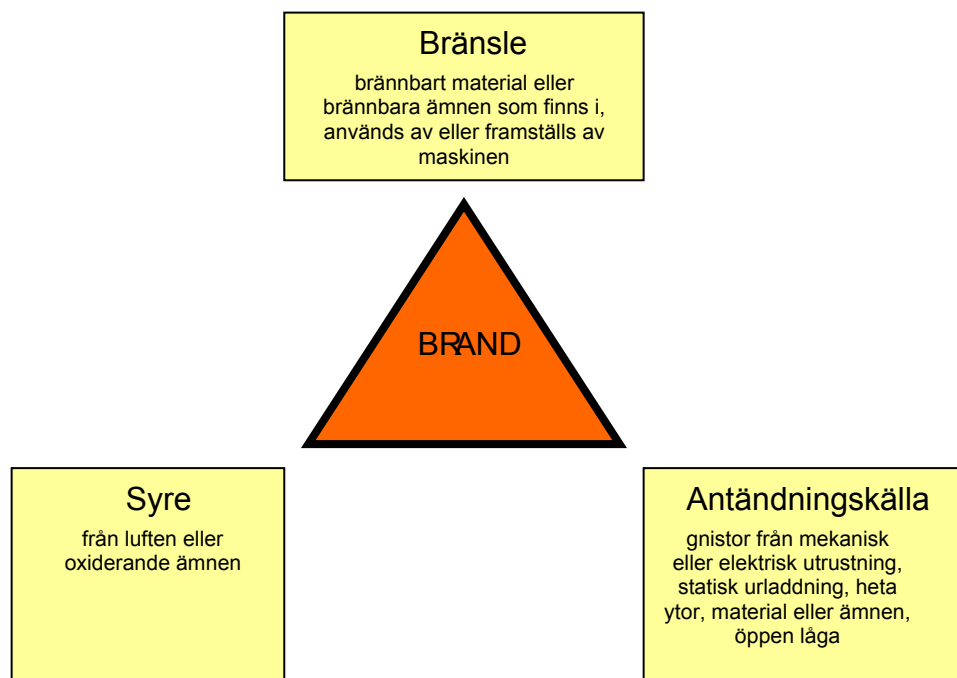 Bränsle
brännbart material eller
brännbara ämnen som finns i,
används av eller framställs av
maskinen
BRAND
Syre
från luften eller
oxiderande ämnen
Antändningskälla
gnistor från mekanisk
eller elektrisk utrustning,
statisk urladdning, heta
ytor, material eller ämnen,
öppen låga